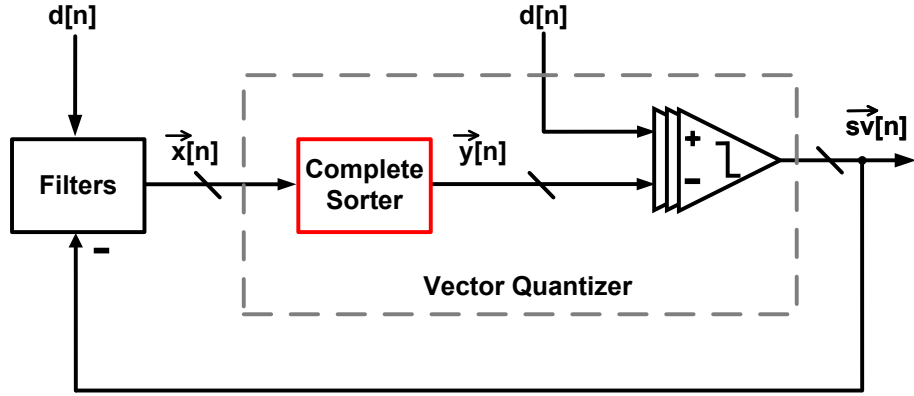 d[n]
d[n]
x[n]
y[n]
sv[n]
Filters
Complete
Sorter
+
-
-
Vector Quantizer